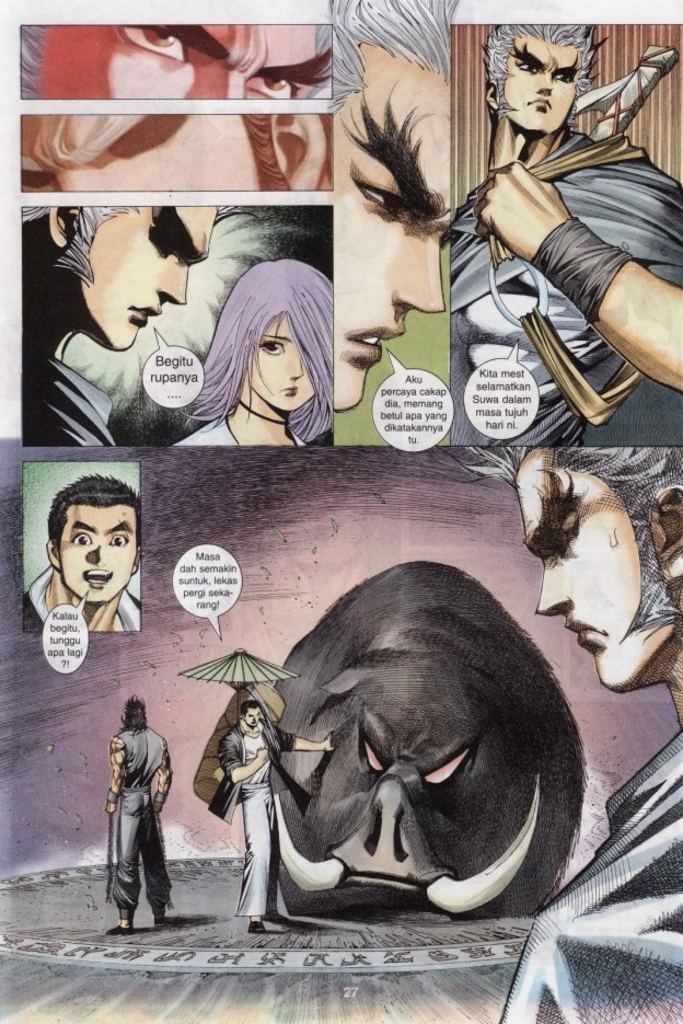 Begitu
rupanya
....
Aku
percaya cakap
dia, memang
betul apa yang
dikatakannya
tu.
Kita mest
selamatkan
Suwa dalam
masa tujuh
hari ni.
Kalau
begitu,
tunggu
apa lagi
?!
Masa
dah semakin
suntuk, lekas
pergi seka-
rang!
27